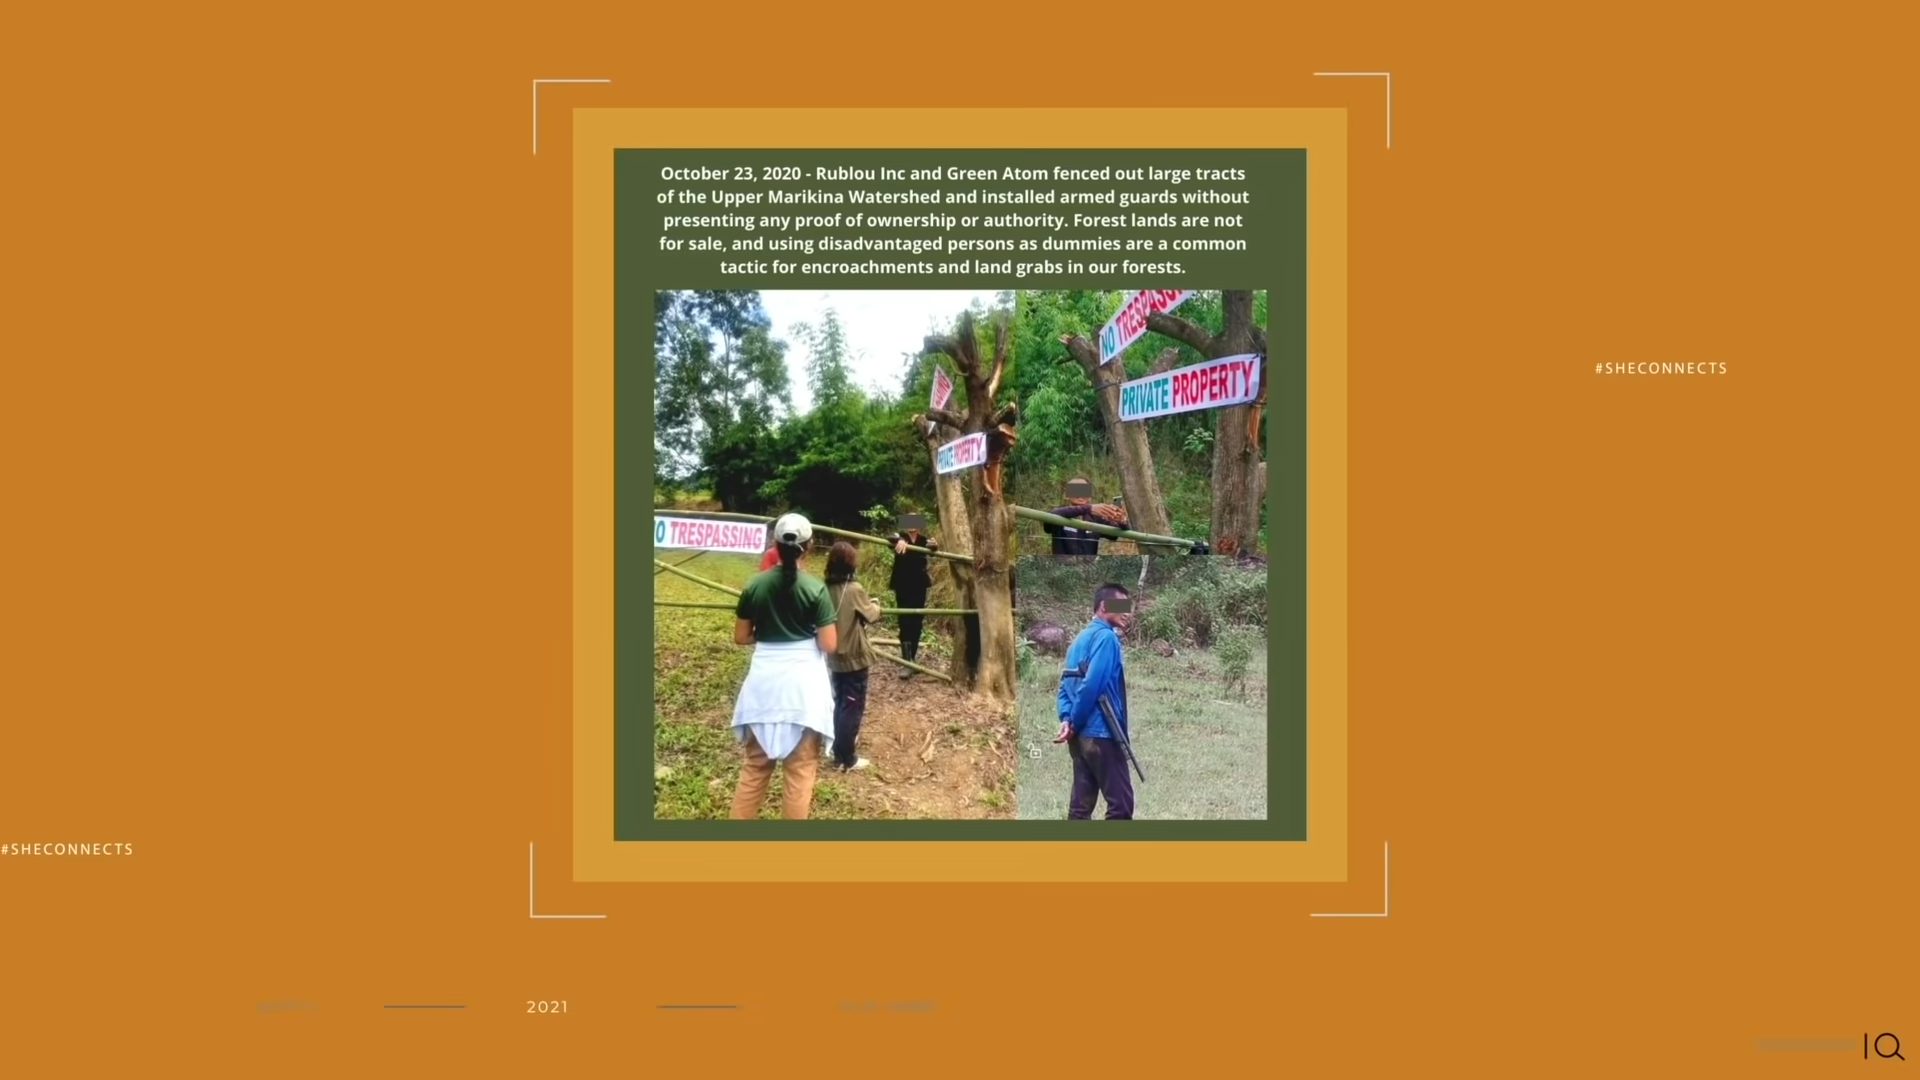 October 23, 2020 - Rublou Inc and Green Atom fenced out large tracts
of the Upper Marikina Watershed and installed armed guards without
presenting any proof of ownership or authority. Forest lands are not
for sale, and using disadvantaged persons as dummies are a common
tactic for encroachments and land grabs in our forests.
NO
PRIVATE PROPERTY
PRIVATE PROPERTY
TRESPASSING
#SHECONNECTS
#SHECONNECTS
2021